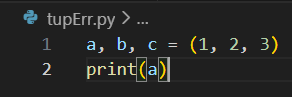 tupErr.py > ...
1 a, b, c = (1, 2, 3)
2 print(a)